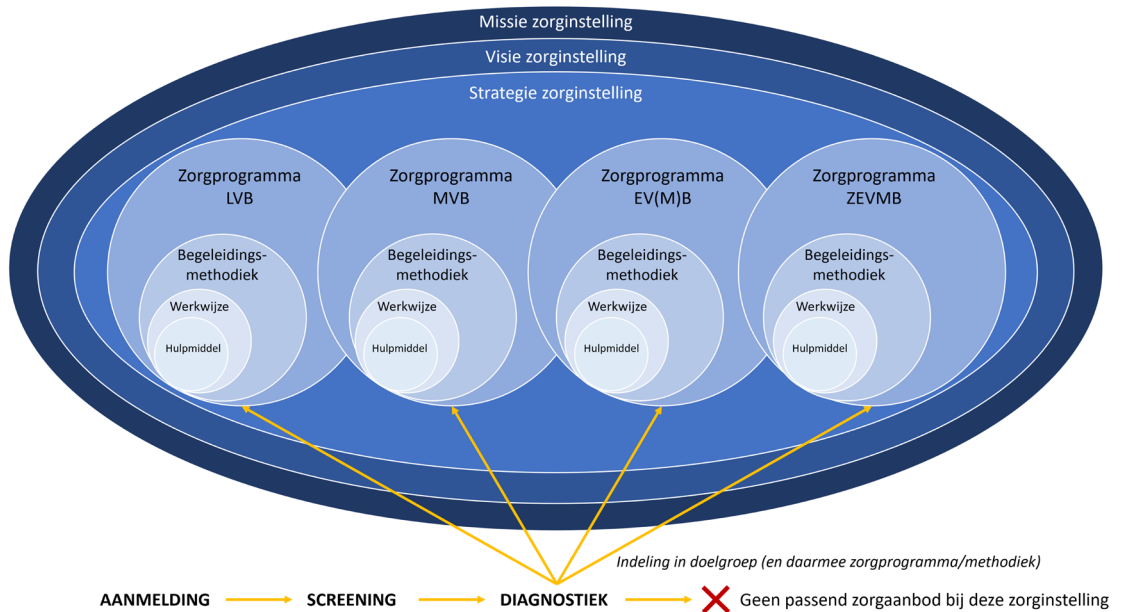 Missie zorginstelling
Visie zorginstelling
Strategie zorginstelling
Zorgprogramma
LVB
Zorgprogramma
MVB
Zorgprogramma
EV(M)B
Zorgprogramma
ZEVMB
Begeleidings-
methodiek
Begeleidings-
methodiek
Begeleidings-
methodiek
Begeleidings-
methodiek
Werkwijze
Werkwijze
Werkwijze
Werkwijze
Hulpmiddel
Hulpmiddel
Hulpmiddel
Hulpmiddel
Indeling in doelgroep (en daarmee zorgprogramma/methodiek)
AANMELDING
SCREENING
DIAGNOSTIEK
Geen passend zorgaanbod bij deze zorginstelling